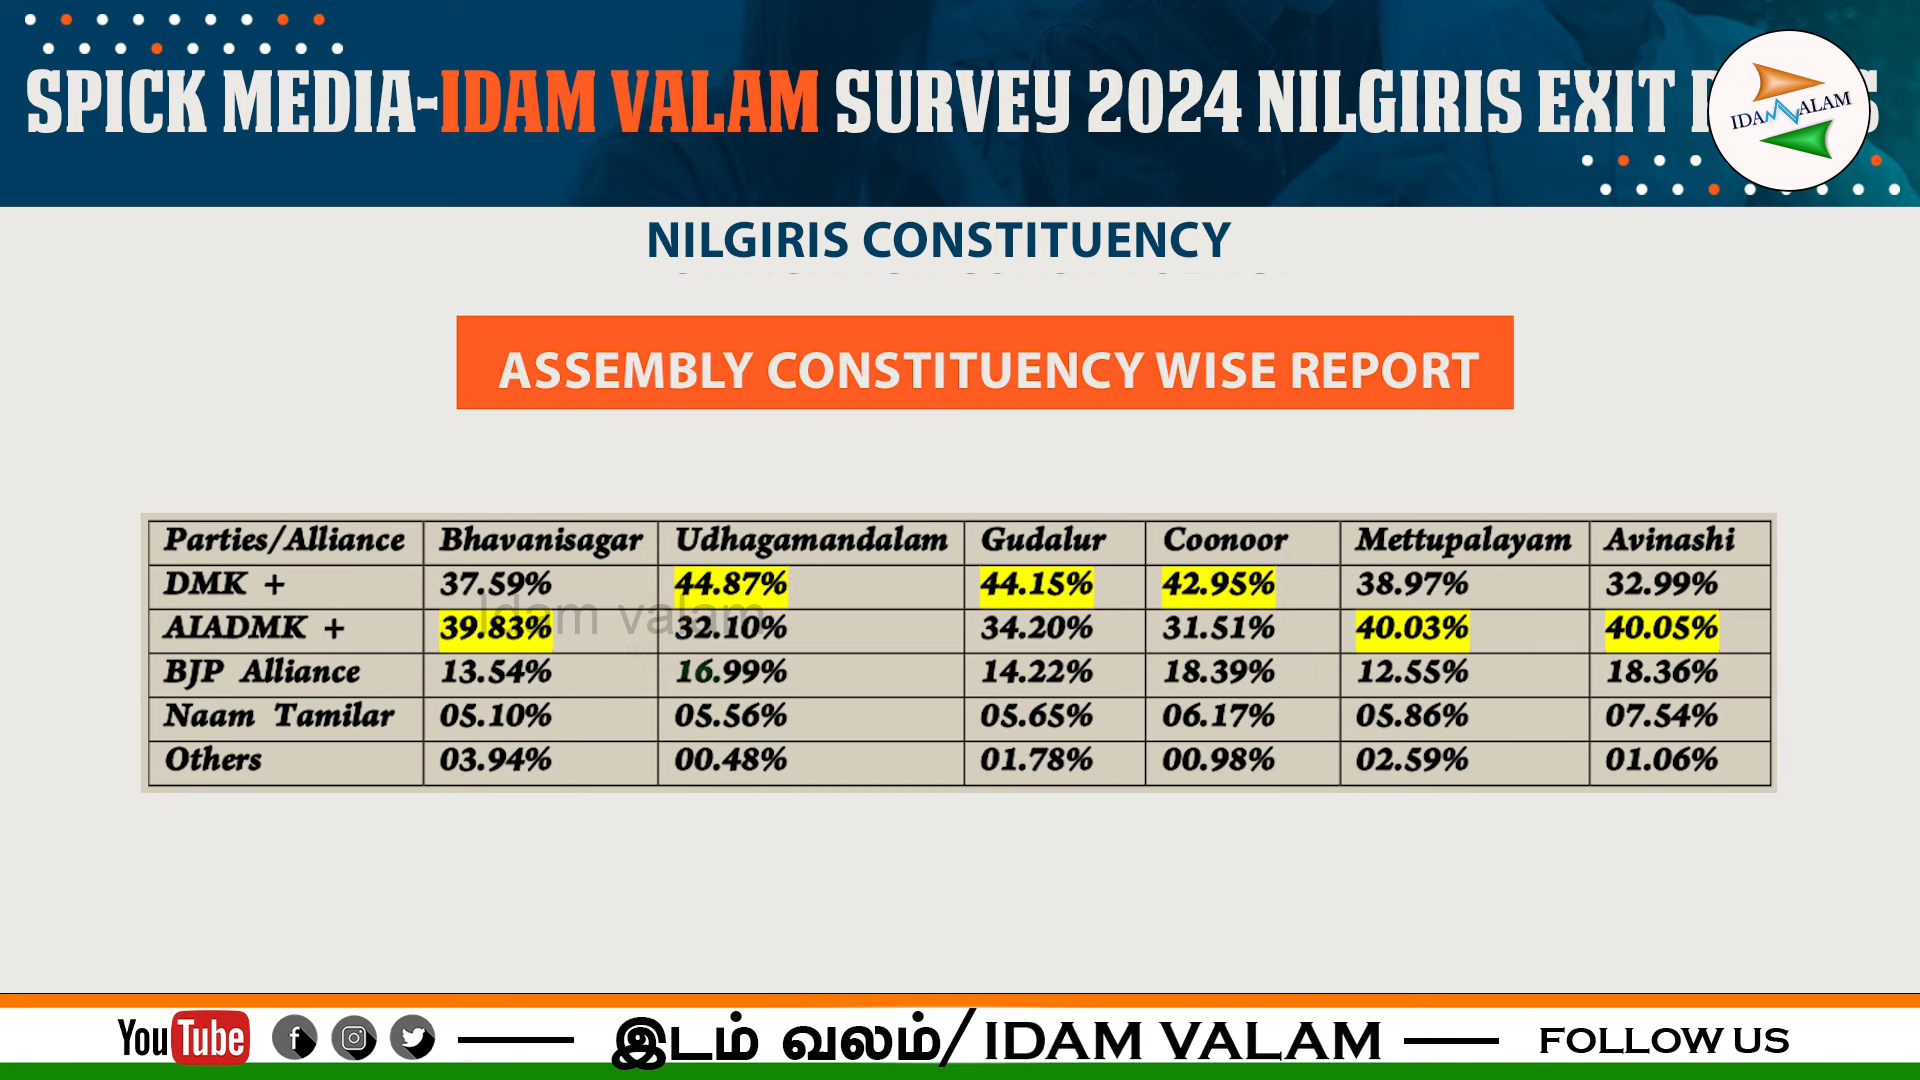 SPICK MEDIA-IDAM VALAM SURVEY 2024 NILGIRIS EXIT
IDAM VALAM
NILGIRIS CONSTITUENCY
ASSEMBLY CONSTITUENCY WISE REPORT
Parties/Alliance Bhavanisagar Udhagamandalam Gudalur Coonoor Mettupalayam Avinashi
DMK + 37.59% 44.87% 44.15% 42.95% 38.97% 32.99%
Idam valam
AIADMK + 39.83% 32.10% 34.20% 31.51% 40.03% 40.05%
BJP Alliance 13.54% 16.99% 14.22% 18.39% 12.55% 18.36%
Naam Tamilar 05.10% 05.56% 05.65% 06.17% 05.86% 07.54%
Others 03.94% 00.48% 01.78% 00.98% 02.59% 01.06%
YouTube இடம் வலம்/IDAM VALAM FOLLOW US